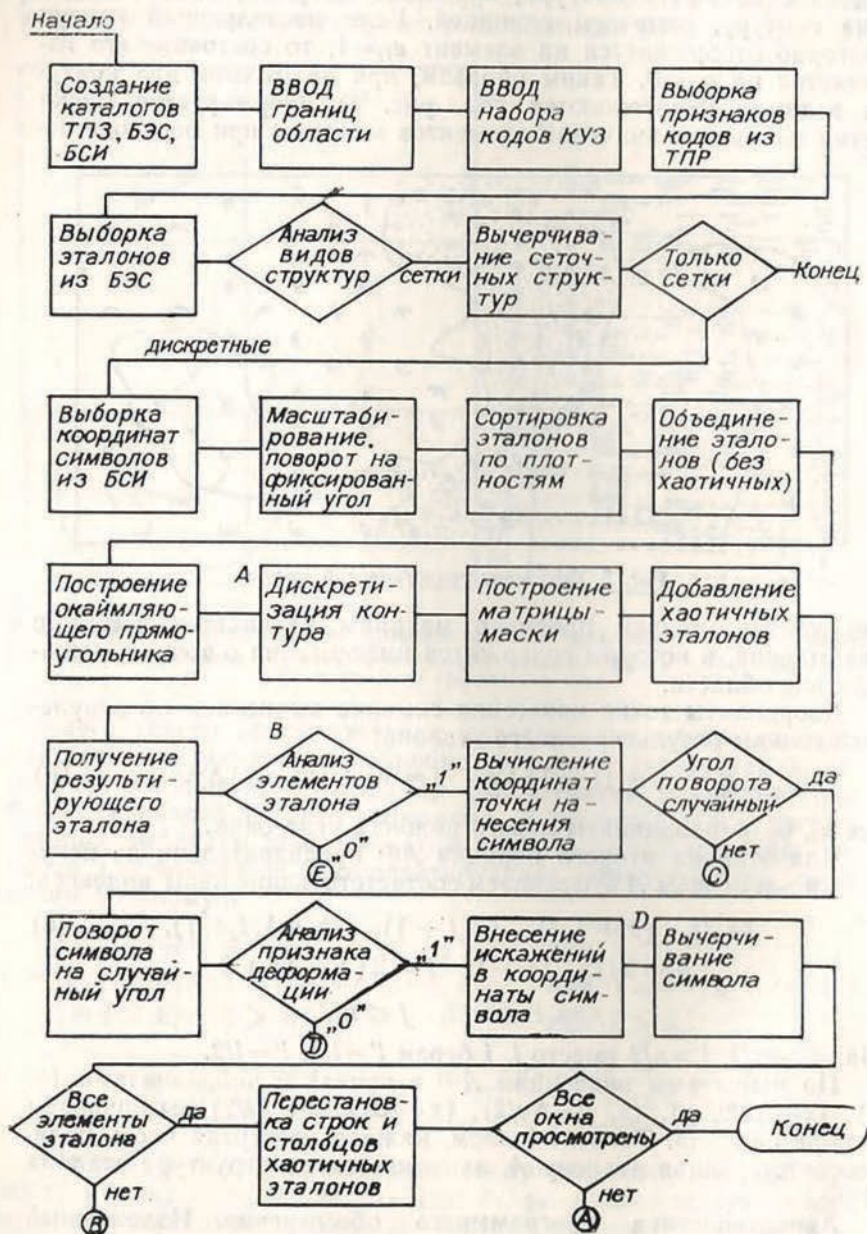 Начало
Создание
каталогов
ТПЗ, БЭС,
БСИ
ВВОД
границ
области
ВВОД
набора
кодов КУЗ
Выборка
признаков
кодов из
ТПР
Выборка
эталонов
из БЭС
Анализ
видов
структур
сетки
Вычерчива-
ние сеточ-
ных струк-
тур
Только
сетки
Конец
дискретные
Выборка
координат
символов
из БСИ
Масштаби-
рование.
поворот на
фиксирован-
ный угол
Сортировка
эталонов
по плот-
ностям
Объедине-
ние этало-
нов (без
хаотичных)
Построение
окаймляю-
щего прямо-
угольника
А
Дискрети-
зация кон-
тура
Построение
матрицы-
маски
Добавление
хаотичных
эталонов
Получение
результи-
рующего
эталона
В
Анализ
элементов
эталона
„1"
„0"
Е
Вычисление
координат
точки на-
несения
символа
Угол
поворота
случайный
да
нет
С
Поворот
символа
на случай-
ный угол
Анализ
признака
деформа-
ции
„1"
„0"
D
Внесение
искажений
в коорди-
наты сим-
вола
D
Вычерчи-
вание
символа
Все
элементы
эталона
да
нет
В
Перестанов-
ка строк и
столбцов
хаотичных
эталонов
Все
окна
просмотрены
да
нет
А
Конец